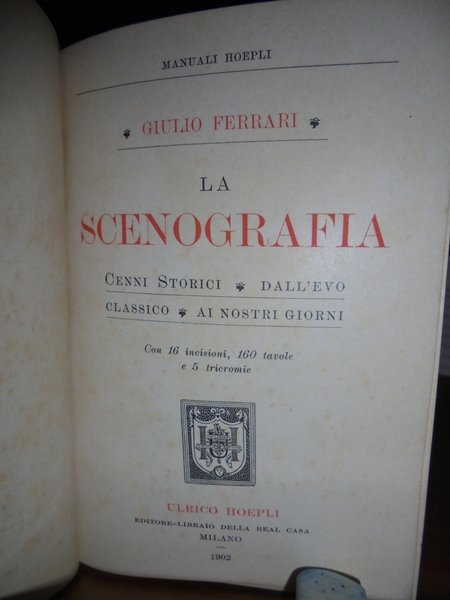 MANUALI HOEPLI
GIULIO FERRARI
LA
SCENOGRAFIA
CENNI STORICI DALL'EVO
CLASSICO AI NOSTRI GIORNI
Con 16 incisioni, 160 tavole
e 5 tricromie
ULRICO HOEPLI
EDITORE-LIBRAIO DELLA REAL CASA
MILANO
1902